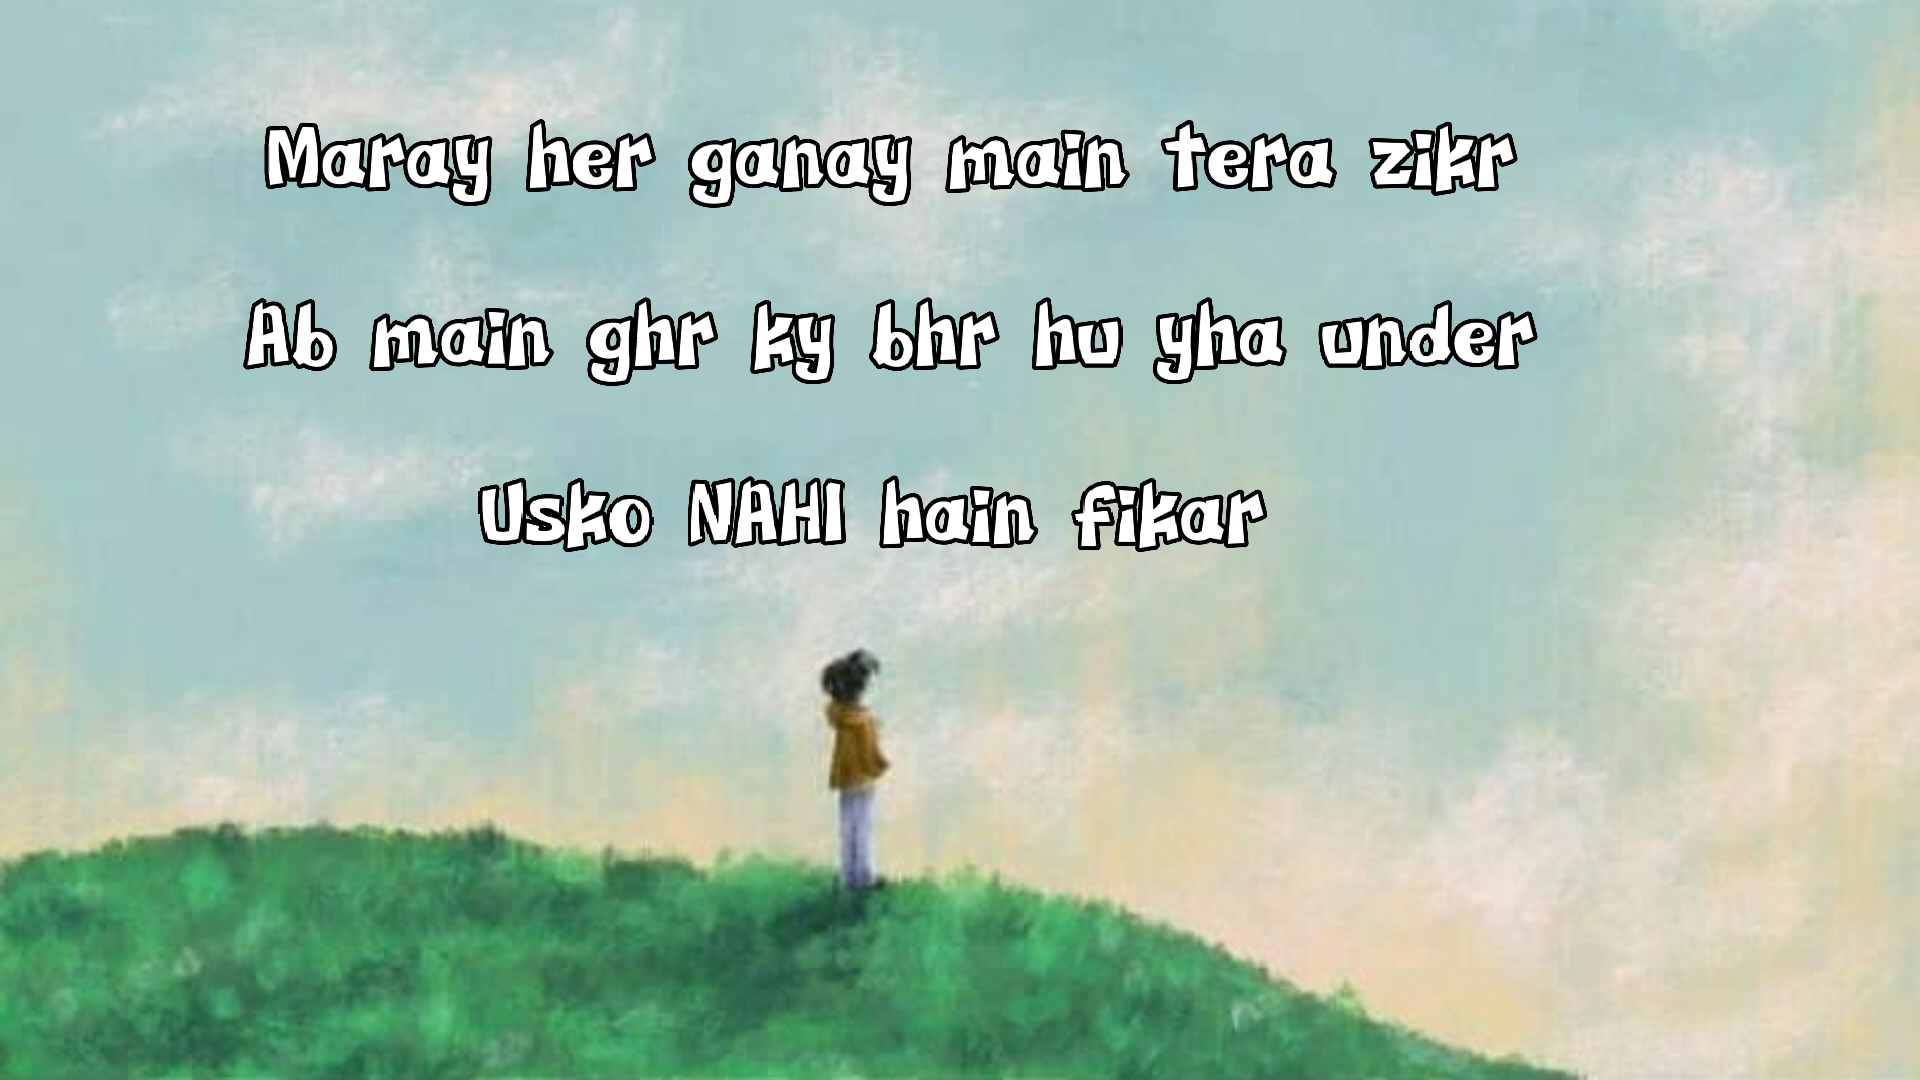 Maray her ganay main tera zikr
Ab main ghr ky bhr hu yha under
Usko NAHI hain fikar